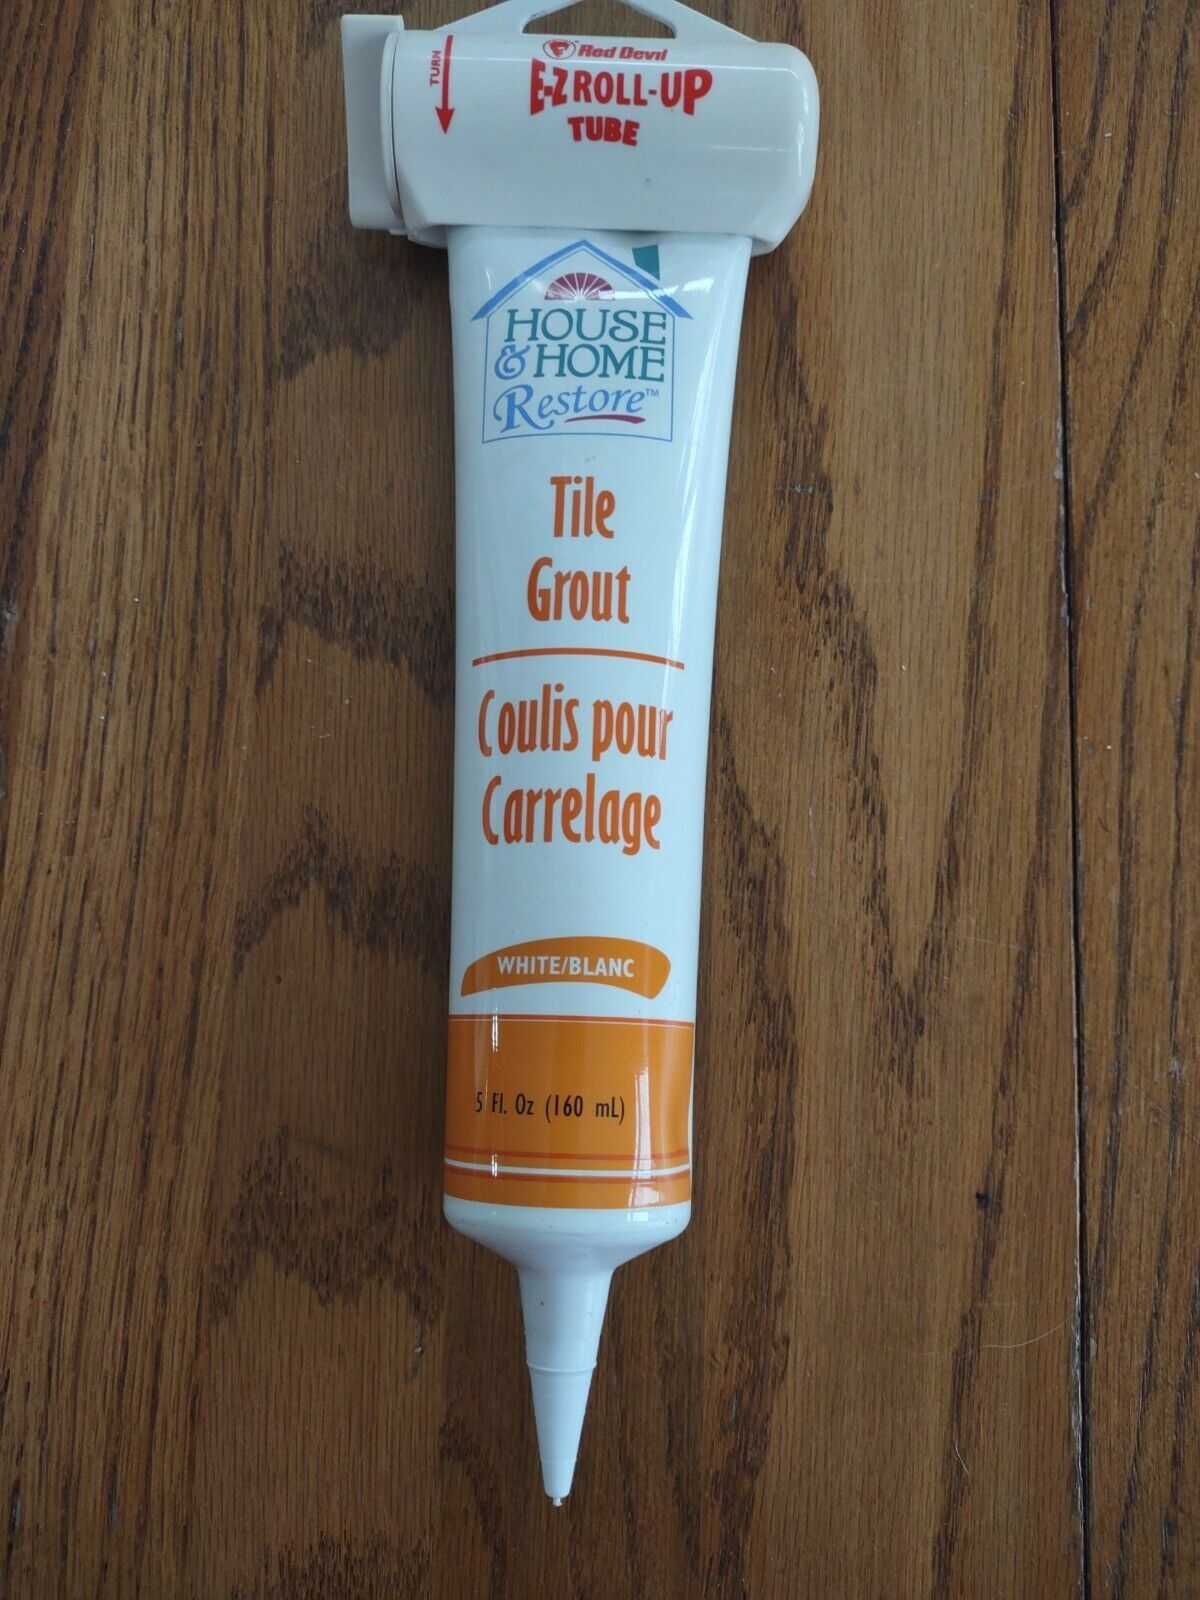 TURN
Red Devil
E-Z ROLL-UP
TUBE
HOUSE
& HOME
Restore™
Tile
Grout
Coulis pour
Carrelage
WHITE/BLANC
5 Fl. Oz (160 mL)